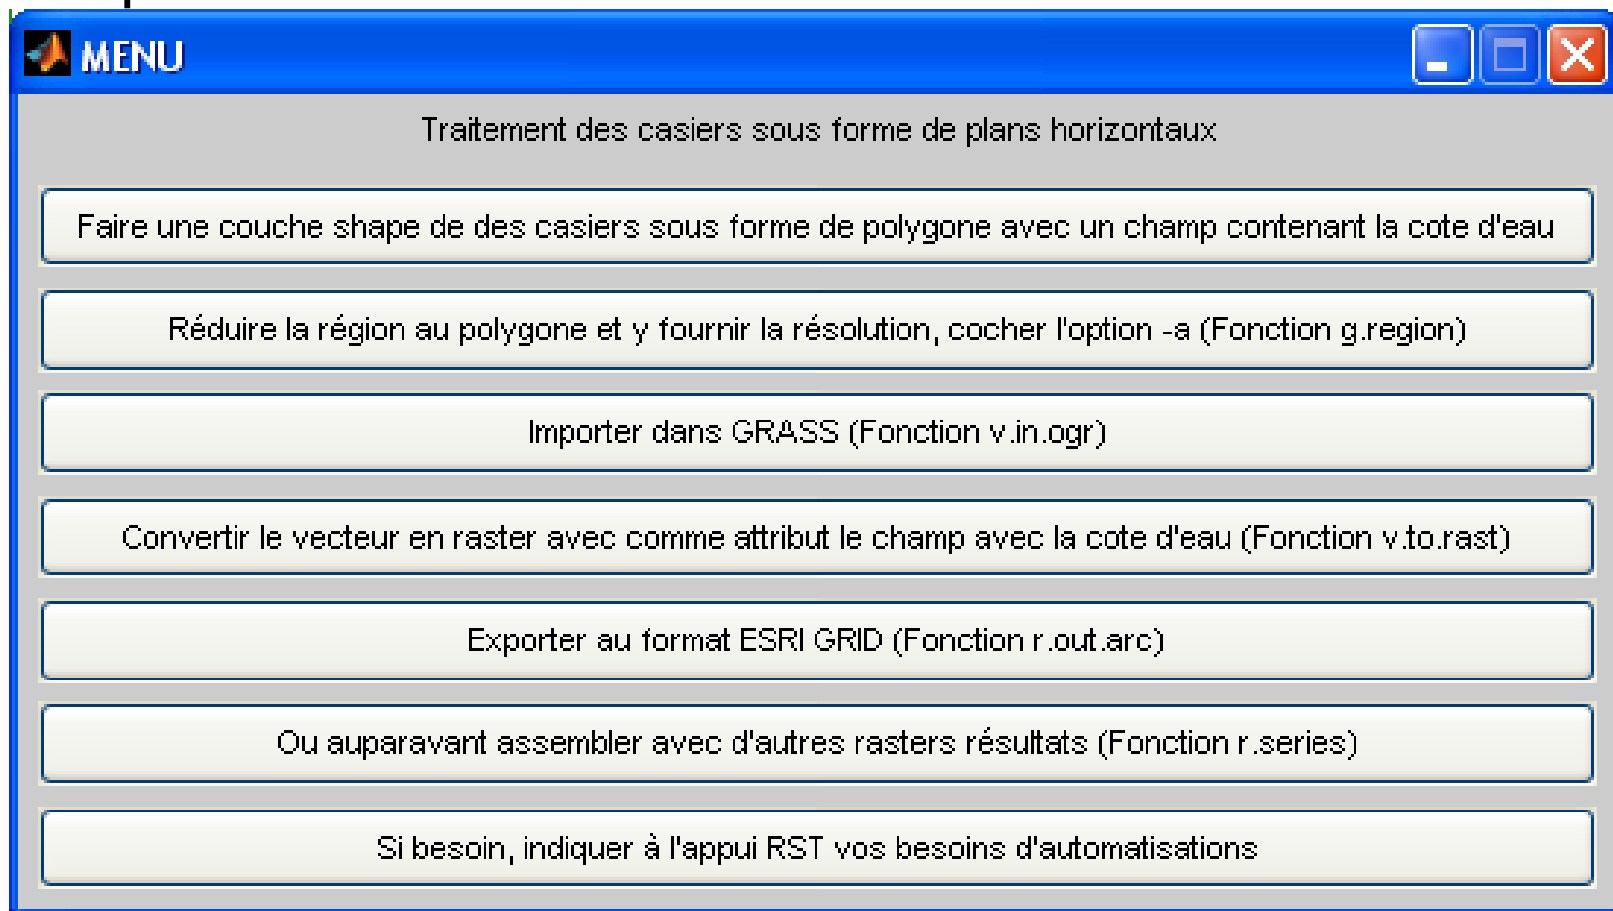 MENU
Traitement des casiers sous forme de plans horizontaux
Faire une couche shape de des casiers sous forme de polygone avec un champ contenant la cote d'eau
Réduire la région au polygone et y fournir la résolution, cocher l'option -a (Fonction g.region)
Importer dans GRASS (Fonction v.in.ogr)
Convertir le vecteur en raster avec comme attribut le champ avec la cote d'eau (Fonction v.to.rast)
Exporter au format ESRI GRID (Fonction r.out.arc)
Ou auparavant assembler avec d'autres rasters résultats (Fonction r.series)
Si besoin, indiquer à l'appui RST vos besoins d'automatisations